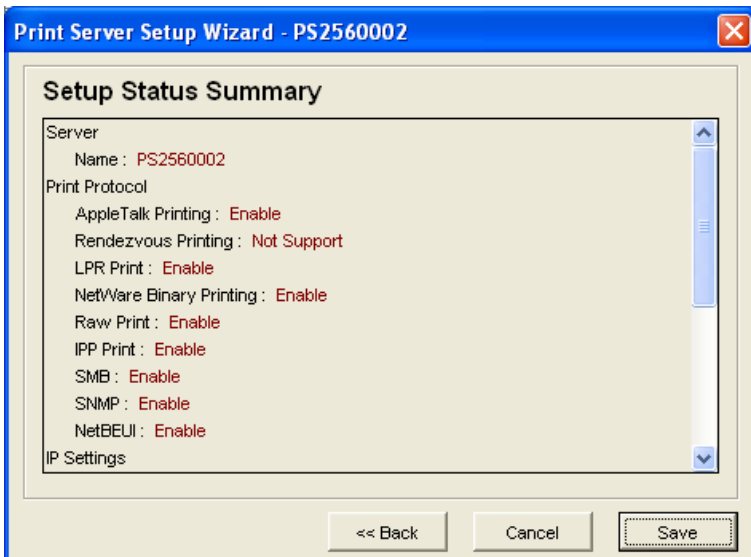 Print Server Setup Wizard - PS2560002
Setup Status Summary
Server
Name : PS2560002
Print Protocol
AppleTalk Printing : Enable
Rendezvous Printing : Not Support
LPR Print : Enable
NetWare Binary Printing : Enable
Raw Print : Enable
IPP Print : Enable
SMB : Enable
SNMP : Enable
NetBEUI : Enable
IP Settings
<< Back
Cancel
Save